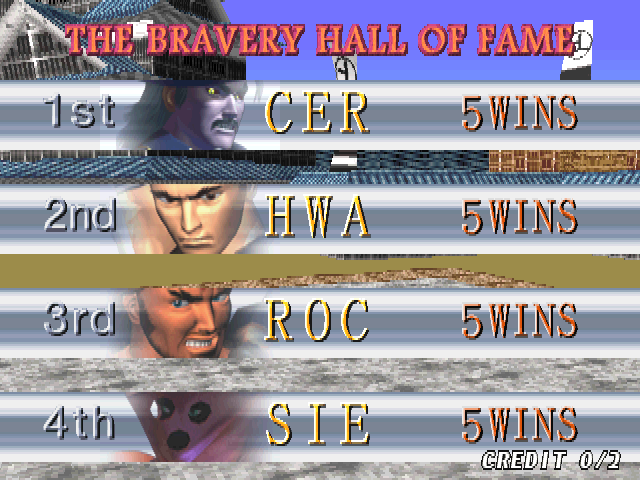 THE BRAVERY HALL OF FAME
1st CER 5WINS
2nd HWA 5WINS
3rd ROC 5WINS
4th SIE 5WINS
CREDIT 0/2